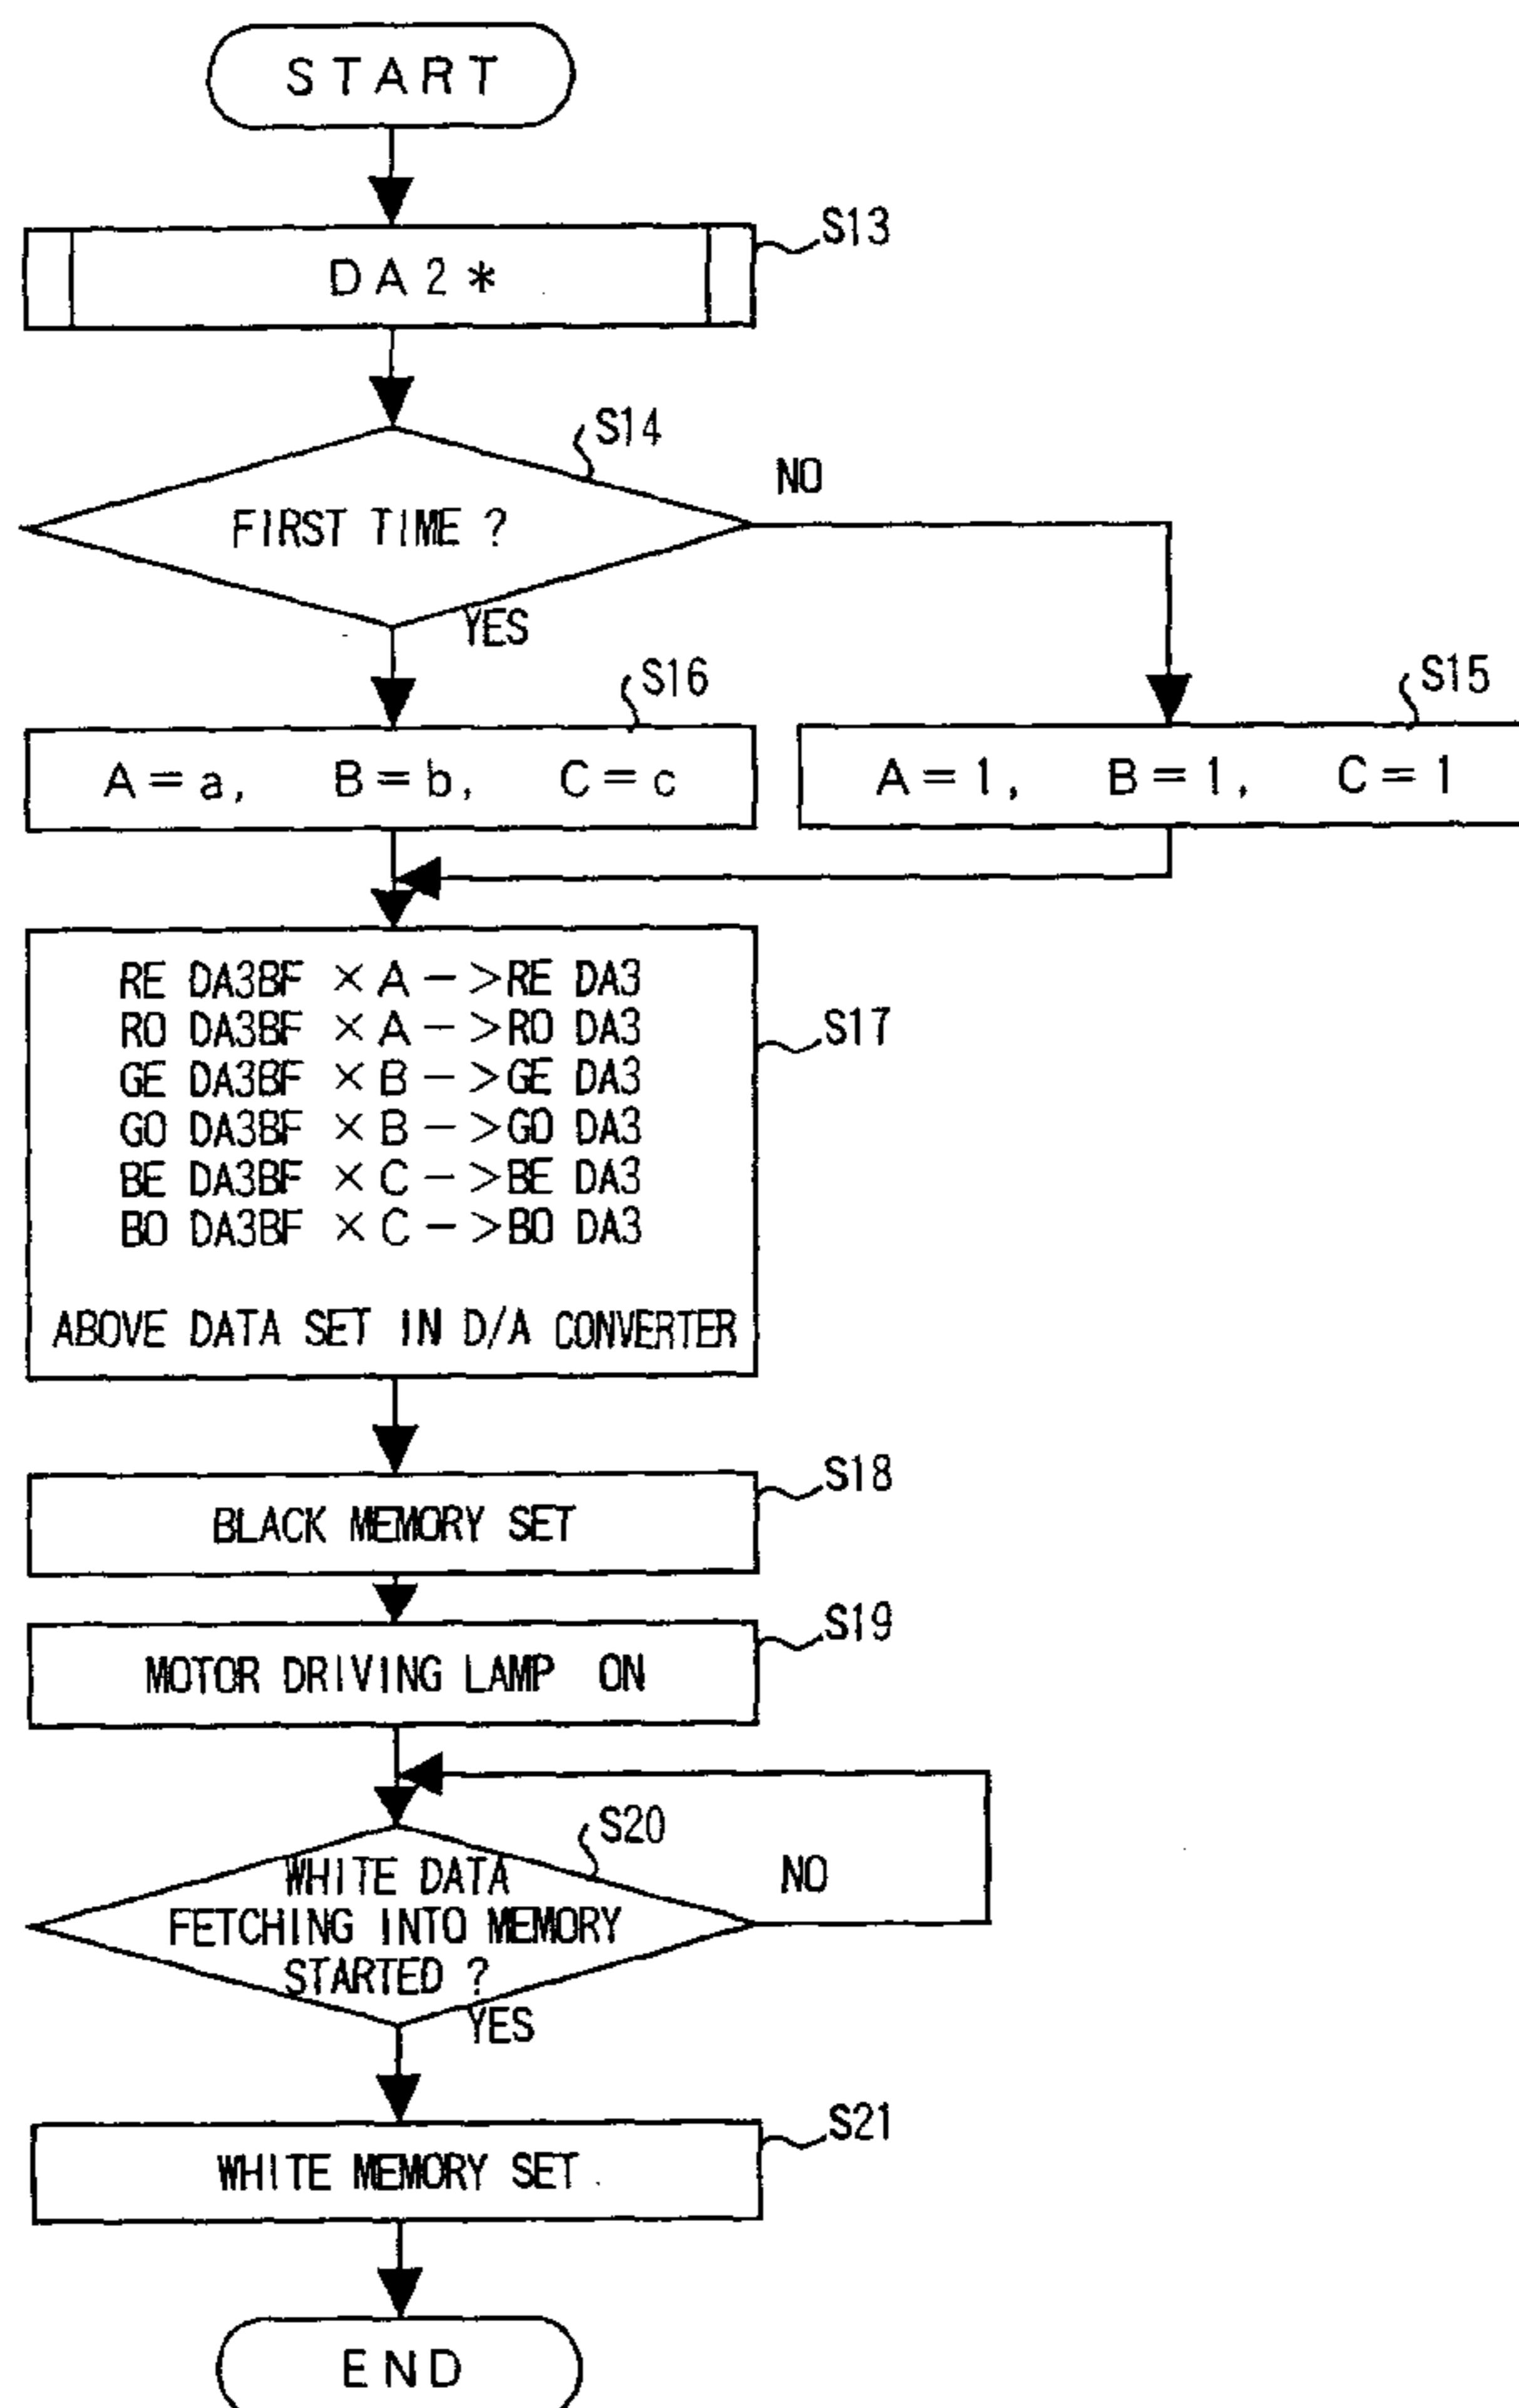 START
S13
DA2*
S14
NO
FIRST TIME ?
YES
S16
S15
A=a, B=b, C=c
A=1, B=1, C=1
RE DA3BF ×A->RE DA3
RO DA3BF ×A->RO DA3
S17
GE DA3BF ×B->GE DA3
GO DA3BF ×B->GO DA3
BE DA3BF ×C->BE DA3
BO DA3BF ×C->BO DA3
ABOVE DATA SET IN D/A CONVERTER
S18
BLACK MEMORY SET
S19
MOTOR DRIVING LAMP ON
S20
NO
WHITE DATA
FETCHING INTO MEMORY
STARTED ?
YES
S21
WHITE MEMORY SET
END